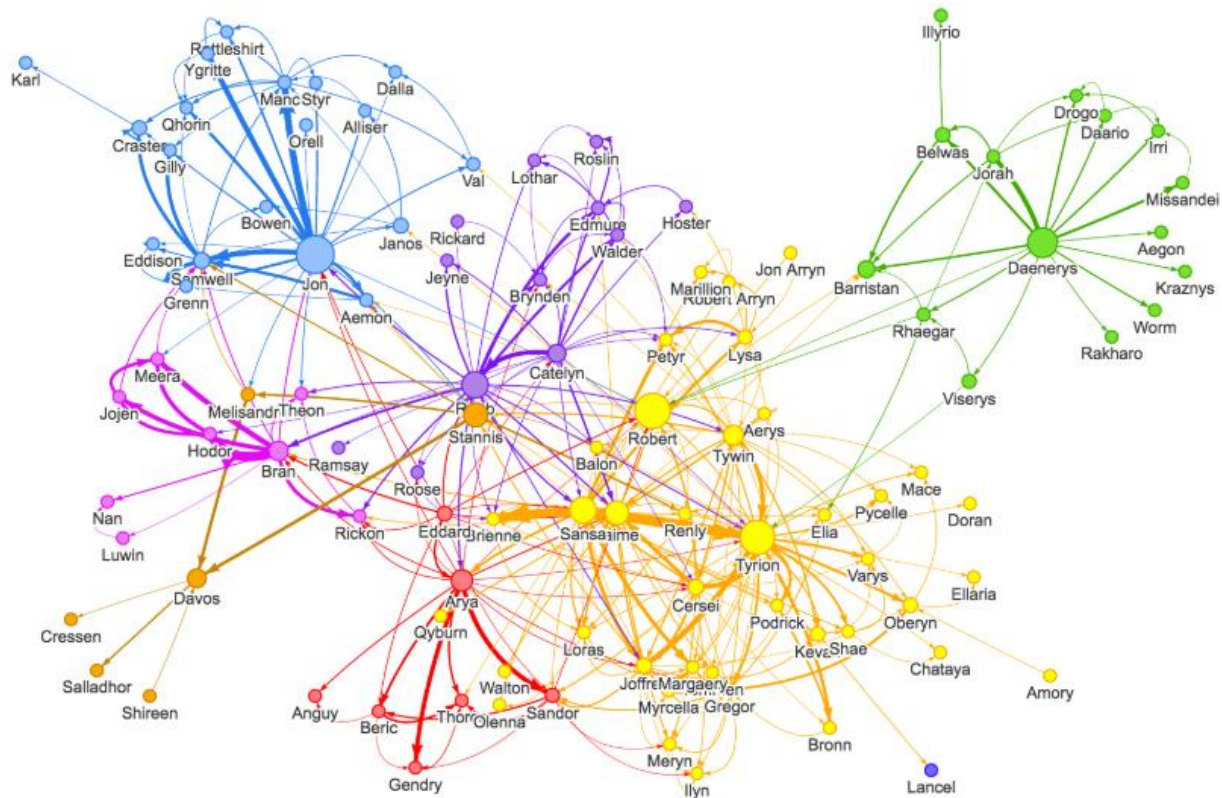 Illyrio
Rattleshirt
Ygritte
Karl
Dalla
Styr
Drogo
Daario
Qhorin
Alliser
Orell
Irri
Craster
Belwas
Gilly
Roslin
Jorah
Lothar
Val
Missandei
Bowen
Edmure
Hoster
Janos
Rickard
Walder
Aegon
Eddison
Daenerys
Samwell
Jon
Jeyne
Jon Arryn
Kraznys
Grenn
Brynden
Marillion
Robert Arryn
Barristan
Aemon
Worm
Rhaegar
Petyr
Lysa
Rakharo
Meera
Catelyn
Viserys
Jojen
Melisandr
Theon
Stannis
Robert
Aerys
Hodor
Tywin
Bran
Ramsay
Balon
Roose
Mace
Nan
Pycelle
Doran
Rickon
Eddard
Brienne
Sansa
Renly
Elia
Luwin
Tyrion
Davos
Arya
Cersei
Varys
Ellaria
Cressen
Qyburn
Podrick
Oberyn
Loras
Shae
Chataya
Salladhor
Walton
Joffre
Margaery
Amory
Shireen
Anguy
Beric
Olenna
Sandor
Myrcella
Gregor
Bronn
Gendry
Meryn
Ilyn
Lancel